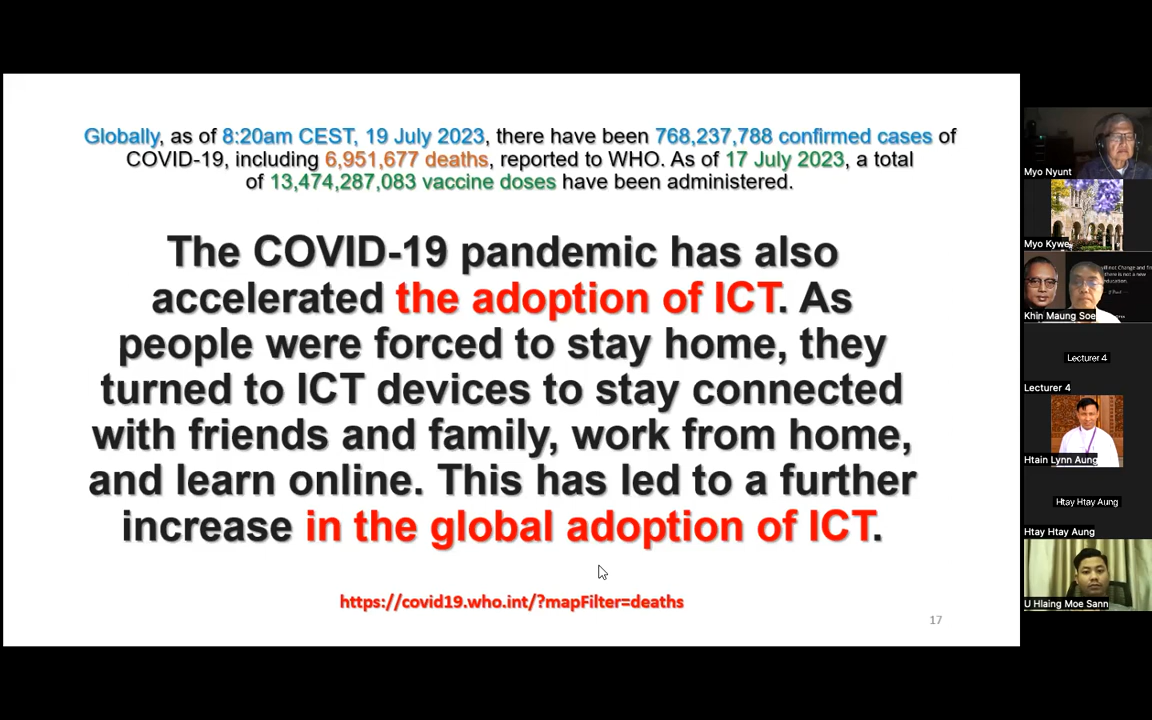 Globally, as of 8:20am CEST, 19 July 2023, there have been 768,237,788 confirmed cases of
COVID-19, including 6,951,677 deaths, reported to WHO. As of 17 July 2023, a total
of 13,474,287,083 vaccine doses have been administered.
The COVID-19 pandemic has also
accelerated the adoption of ICT. As
people were forced to stay home, they
turned to ICT devices to stay connected
with friends and family, work from home,
and learn online. This has led to a further
increase in the global adoption of ICT.
https://covid19.who.int/?mapFilter=deaths
17
Myo Nyunt
Myo Kywe
Khin Maung Soe
Lecturer 4
Lecturer 4
Htain Lynn Aung
Htay Htay Aung
Htay Htay Aung
U Hlaing Moe Sann